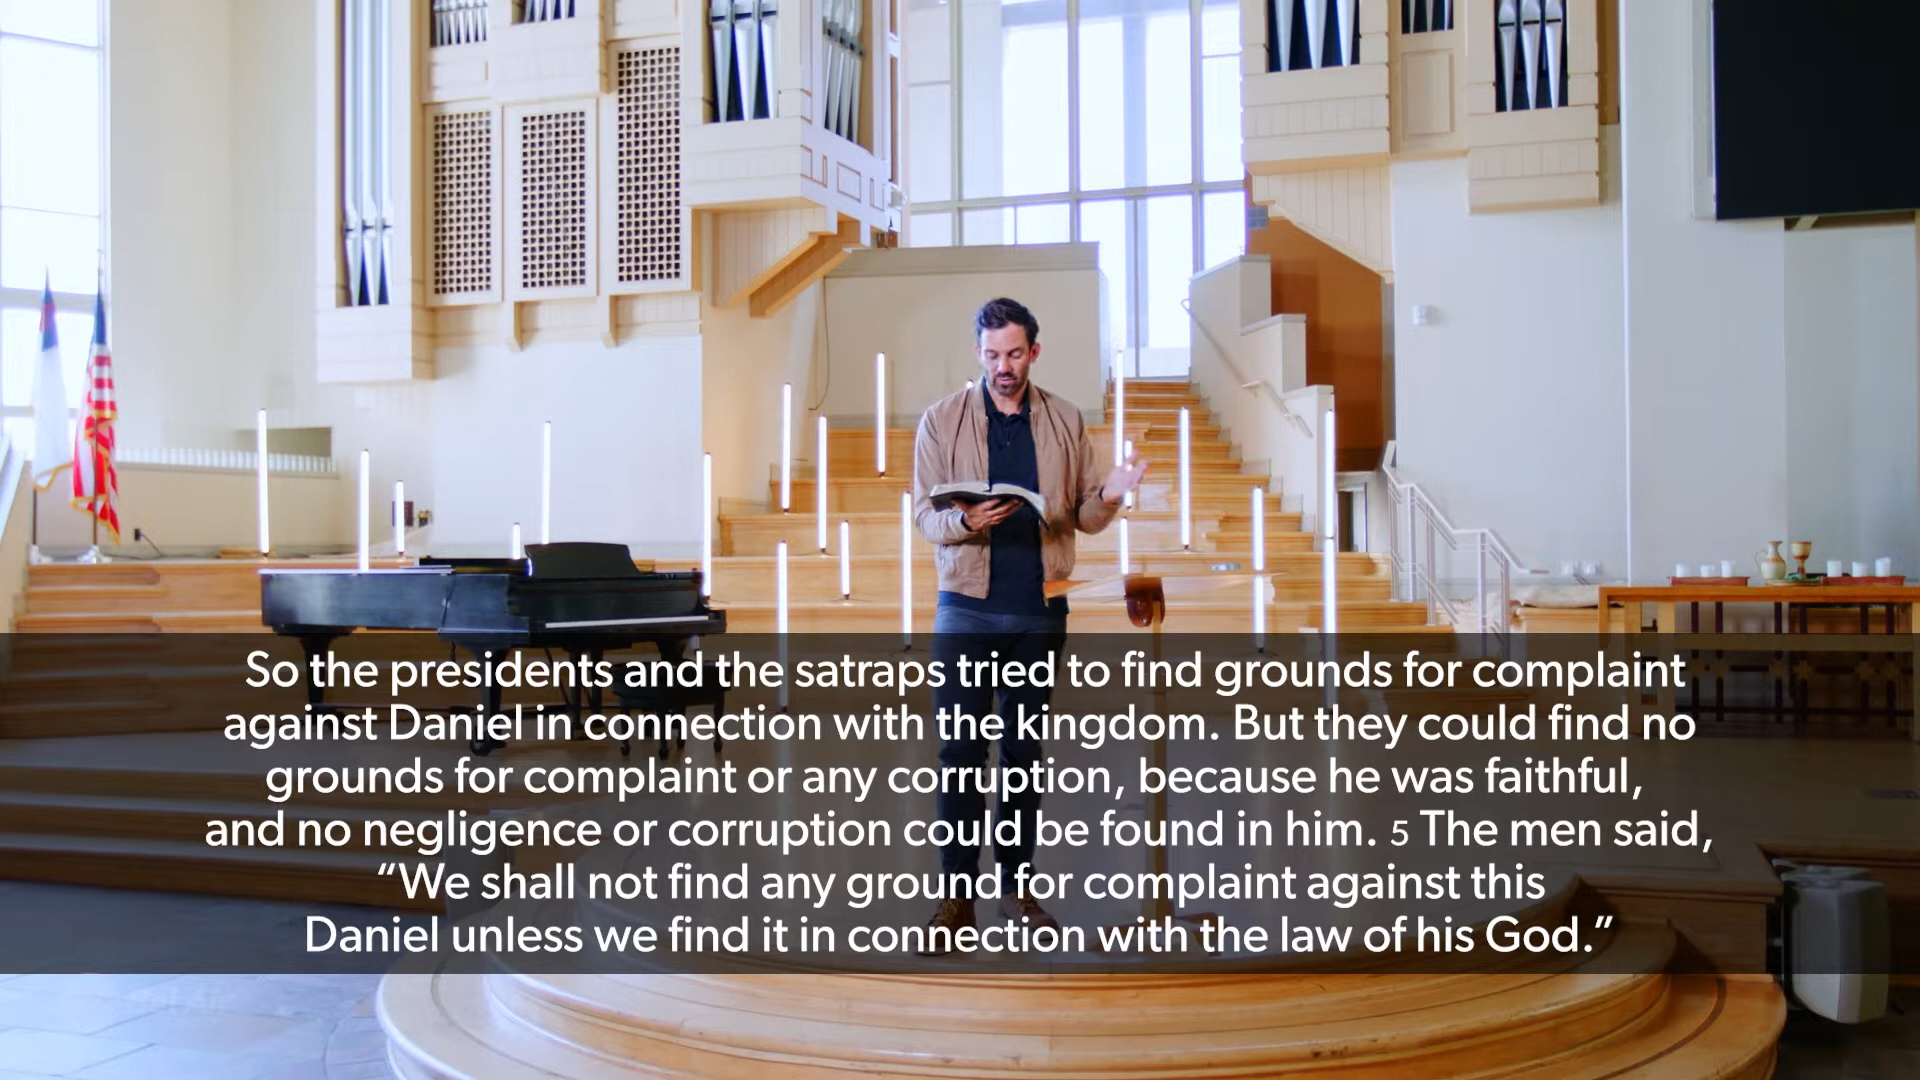 So the presidents and the satraps tried to find grounds for complaint
against Daniel in connection with the kingdom. But they could find no
grounds for complaint or any corruption, because he was faithful,
and no negligence or corruption could be found in him. 5 The men said,
“We shall not find any ground for complaint against this
Daniel unless we find it in connection with the law of his God.”